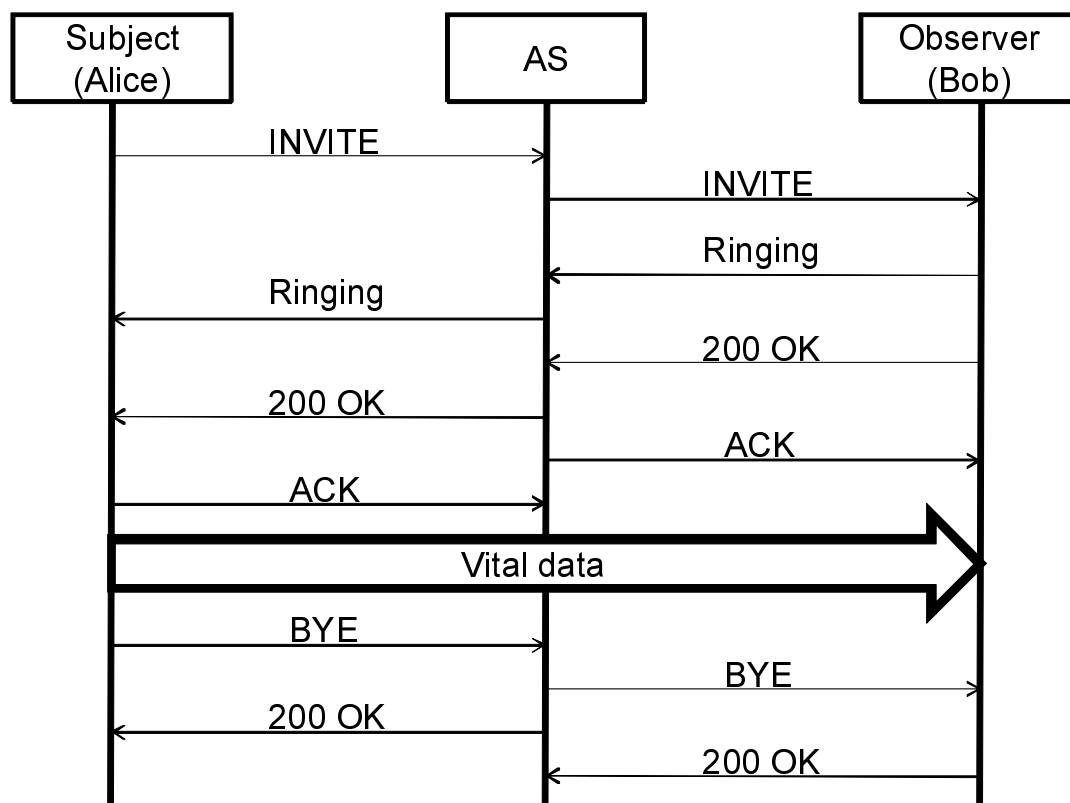 Subject
(Alice)
AS
Observer
(Bob)
INVITE
INVITE
Ringing
Ringing
200 OK
200 OK
ACK
ACK
Vital data
BYE
BYE
200 OK
200 OK